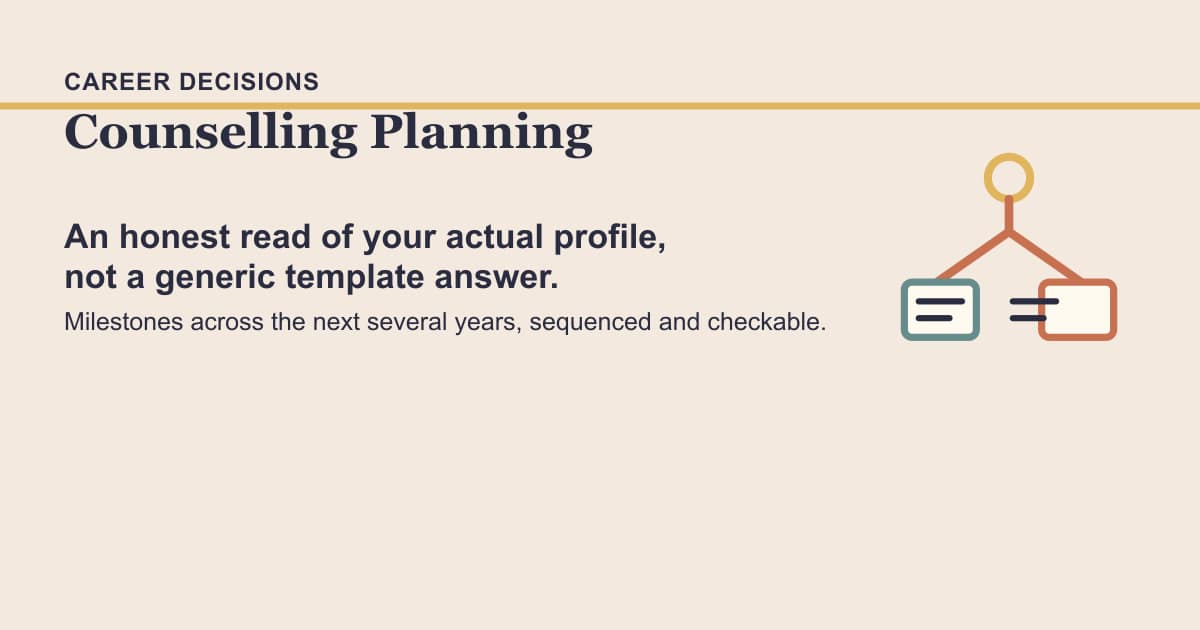 CAREER DECISIONS
Counselling Planning
An honest read of your actual profile,
not a generic template answer.
Milestones across the next several years, sequenced and checkable.